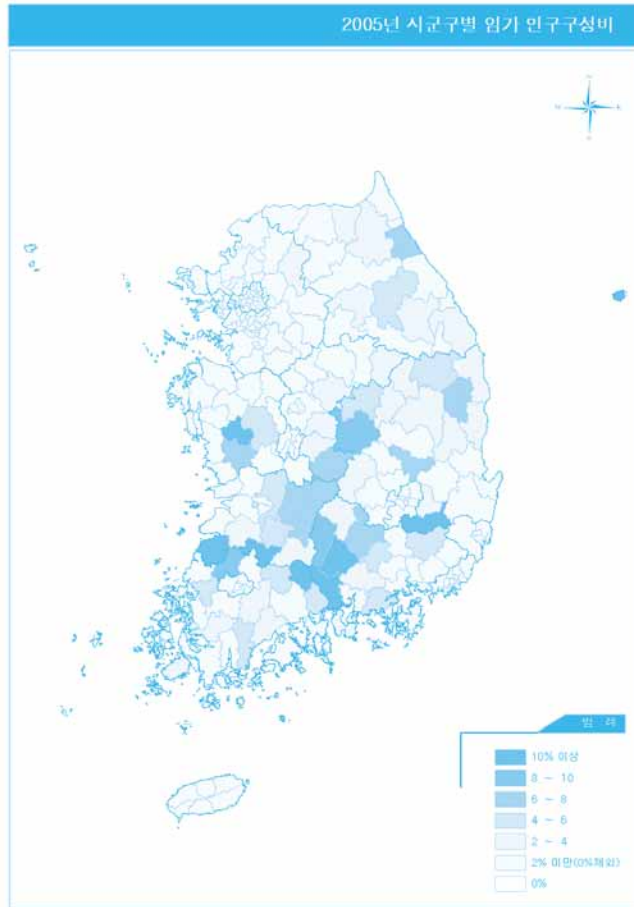 2005년 시군구별 임가 인구구성비
범 례
10% 이상
8 ~ 10
6 ~ 8
4 ~ 6
2 ~ 4
2% 미만(0%제외)
0%